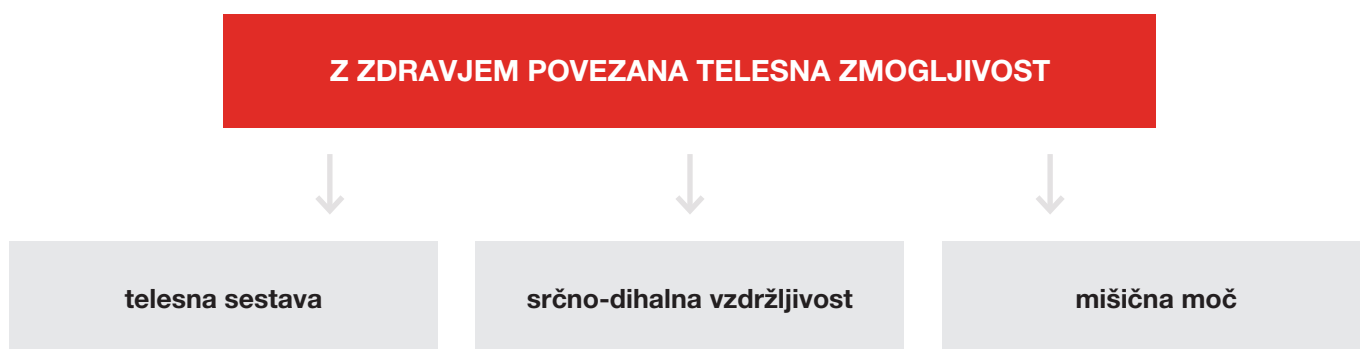 Z ZDRAVJEM POVEZANA TELESNA ZMOGLJIVOST
telesna sestava
srčno-dihalna vzdržljivost
mišična moč